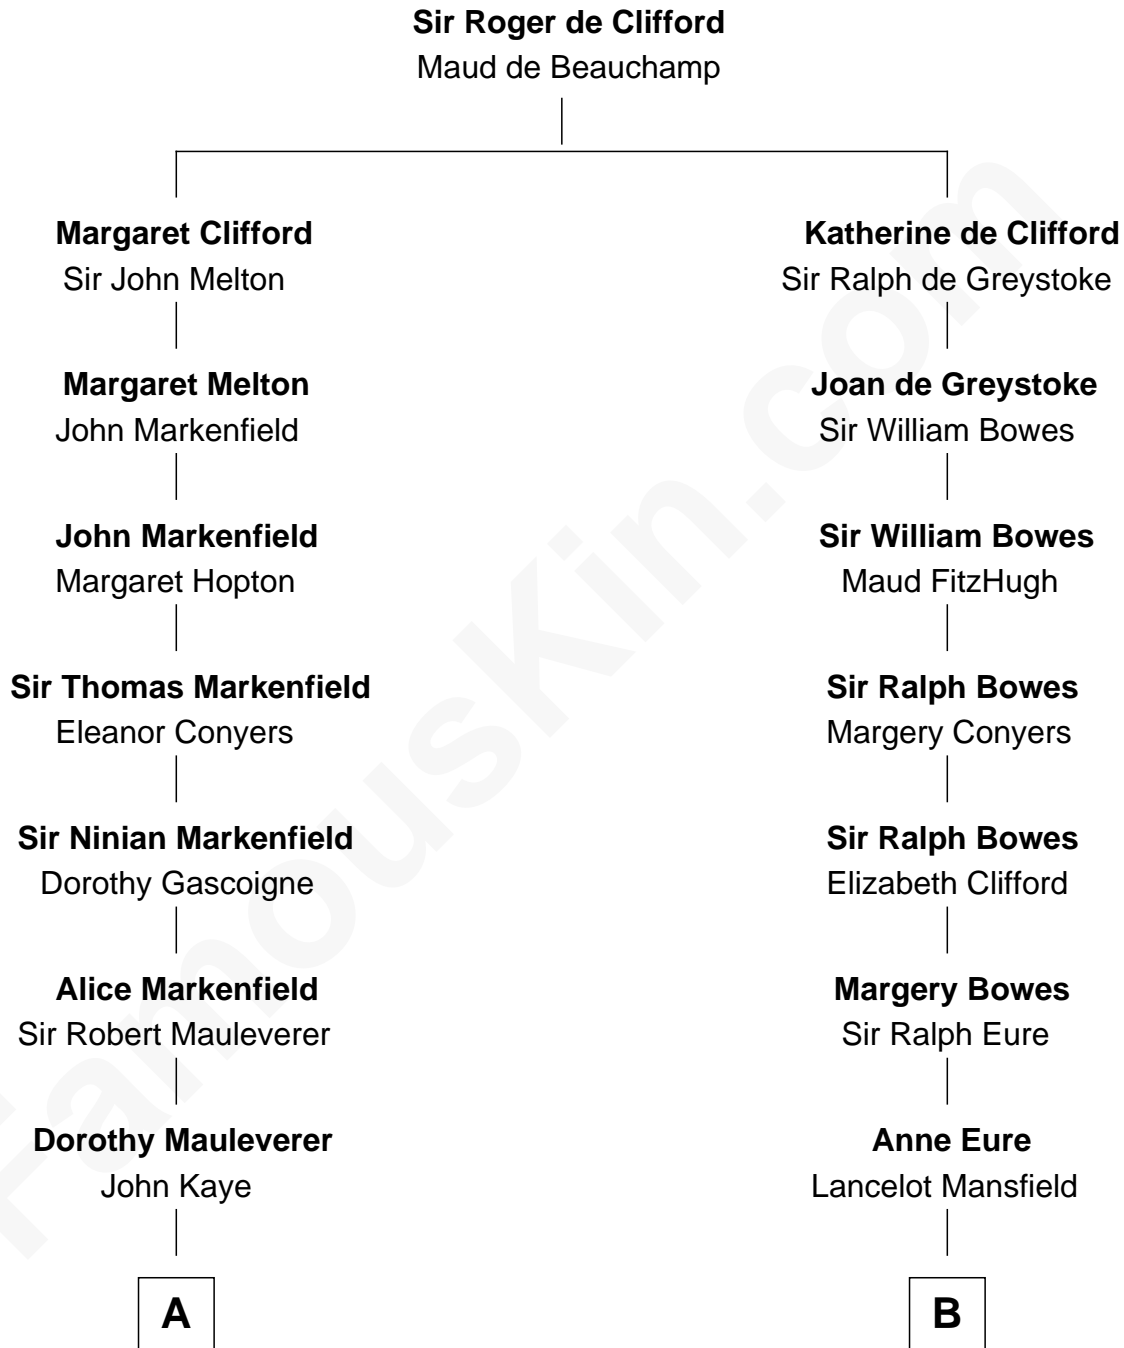 Sir Roger de Clifford
Maud de Beauchamp
Margaret Clifford
Sir John Melton
Katherine de Clifford
Sir Ralph de Greystoke
Margaret Melton
John Markenfield
Joan de Greystoke
Sir William Bowes
John Markenfield
Margaret Hopton
Sir William Bowes
Maud FitzHugh
Sir Thomas Markenfield
Eleanor Conyers
Sir Ralph Bowes
Margery Conyers
Sir Ninian Markenfield
Dorothy Gascoigne
Sir Ralph Bowes
Elizabeth Clifford
Alice Markenfield
Sir Robert Mauleverer
Margery Bowes
Sir Ralph Eure
Dorothy Mauleverer
John Kaye
Anne Eure
Lancelot Mansfield
A
B
FamousKin.com